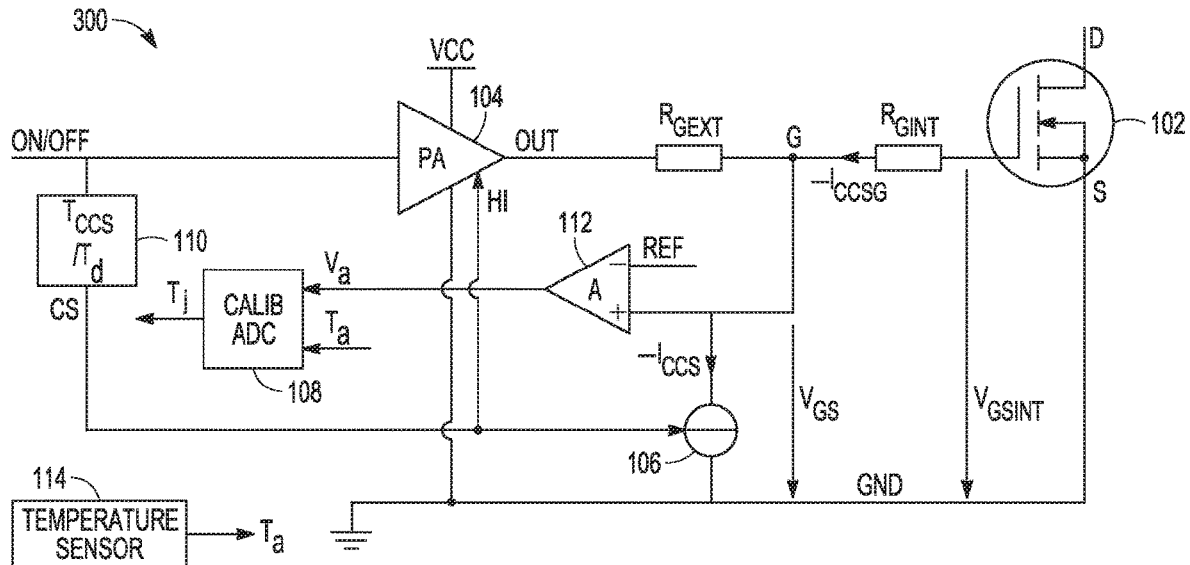 300
VCC
104
ON/OFF
PA
OUT
R_GEXT
G
R_GINT
D
102
S
–I_CCSG
HI
T_CCS
/T_d
110
CS
112
REF
–
A
+
V_a
T_j
CALIB
ADC
T_a
108
–I_CCS
106
V_GS
V_GSINT
GND
114
TEMPERATURE
SENSOR
T_a